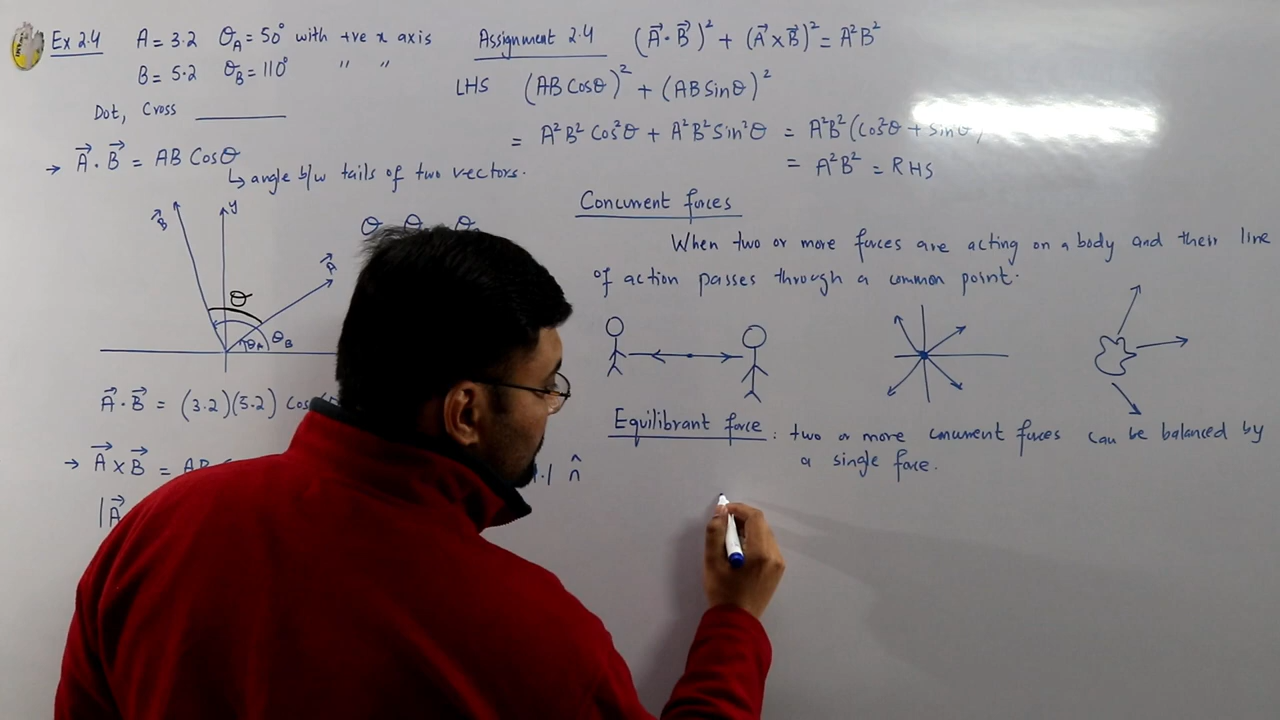 Ex 2.4 A = 3.2 θ_A = 50° with +ve x axis
B = 5.2 θ_B = 110° " "
Dot, Cross
→ A⃗ · B⃗ = AB Cosθ
↳ angle b/w tails of two vectors.
θ θ θ
B⃗ y A⃗
θ
θ_A θ_B
A⃗ · B⃗ = (3.2)(5.2) Cos
→ A⃗ × B⃗ = AB n̂
|A⃗
Assignment 2.4 (A⃗ · B⃗)² + (A⃗ × B⃗)² = A²B²
LHS (AB Cosθ)² + (AB Sinθ)²
= A²B² Cos²θ + A²B² Sin²θ = A²B² (Cos²θ + Sin²θ)
= A²B² = RHS
Concurrent forces
When two or more forces are acting on a body and their line
of action passes through a common point.
Equilibrant force : two or more concurrent forces can be balanced by
a single force.